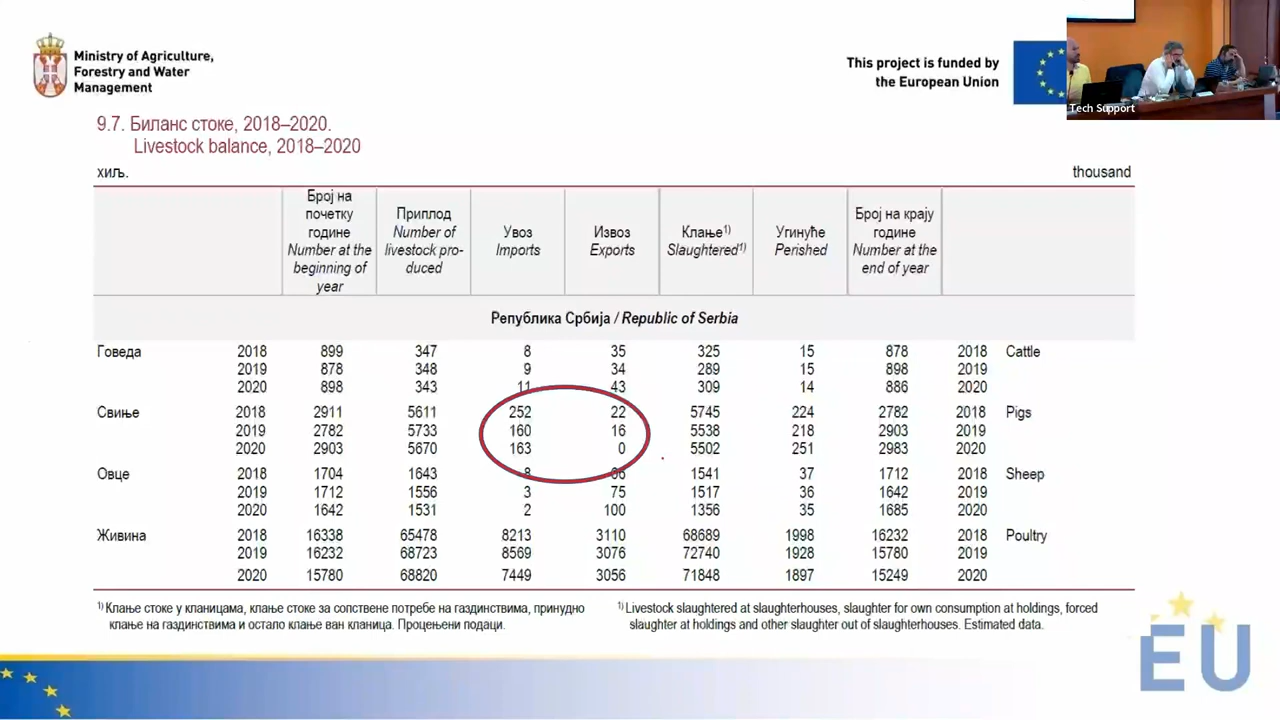 Ministry of Agriculture,
Forestry and Water
Management
This project is funded by
the European Union
Tech Support
9.7. Биланс стоке, 2018–2020.
Livestock balance, 2018–2020
хиљ.
thousand
Број на
почетку
године
Number at the
beginning of
year
Приплод
Number of
livestock pro-
duced
Увоз
Imports
Извоз
Exports
Клање1)
Slaughtered1)
Угинуће
Perished
Број на крају
године
Number at the
end of year
Република Србија / Republic of Serbia
Говеда 2018 899 347 8 35 325 15 878 2018 Cattle
2019 878 348 9 34 289 15 898 2019
2020 898 343 11 43 309 14 886 2020
Свиње 2018 2911 5611 252 22 5745 224 2782 2018 Pigs
2019 2782 5733 160 16 5538 218 2903 2019
2020 2903 5670 163 0 5502 251 2983 2020
Овце 2018 1704 1643 8 66 1541 37 1712 2018 Sheep
2019 1712 1556 3 75 1517 36 1642 2019
2020 1642 1531 2 100 1356 35 1685 2020
Живина 2018 16338 65478 8213 3110 68689 1998 16232 2018 Poultry
2019 16232 68723 8569 3076 72740 1928 15780 2019
2020 15780 68820 7449 3056 71848 1897 15249 2020
1) Клање стоке у кланицама, клање стоке за сопствене потребе на газдинствима, принудно
клање на газдинствима и остало клање ван кланица. Процењени подаци.
1) Livestock slaughtered at slaughterhouses, slaughter for own consumption at holdings, forced
slaughter at holdings and other slaughter out of slaughterhouses. Estimated data.
EU